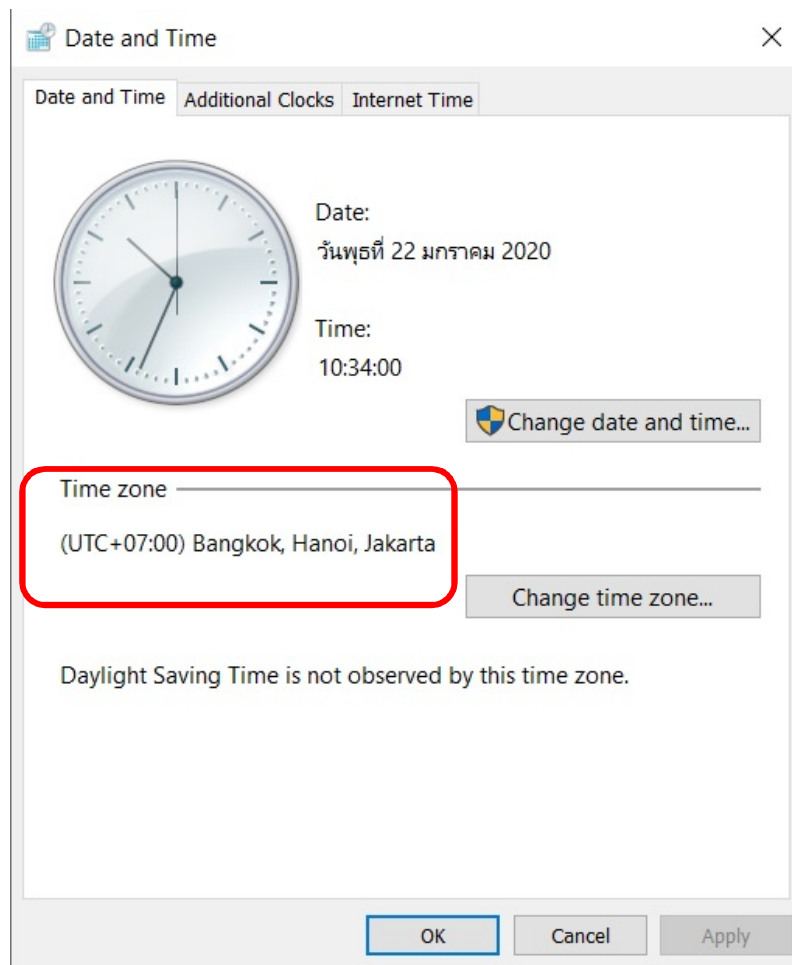 Date and Time
Date and Time Additional Clocks Internet Time
Date:
วันพุธที่ 22 มกราคม 2020
Time:
10:34:00
Change date and time...
Time zone
(UTC+07:00) Bangkok, Hanoi, Jakarta
Change time zone...
Daylight Saving Time is not observed by this time zone.
OK Cancel Apply